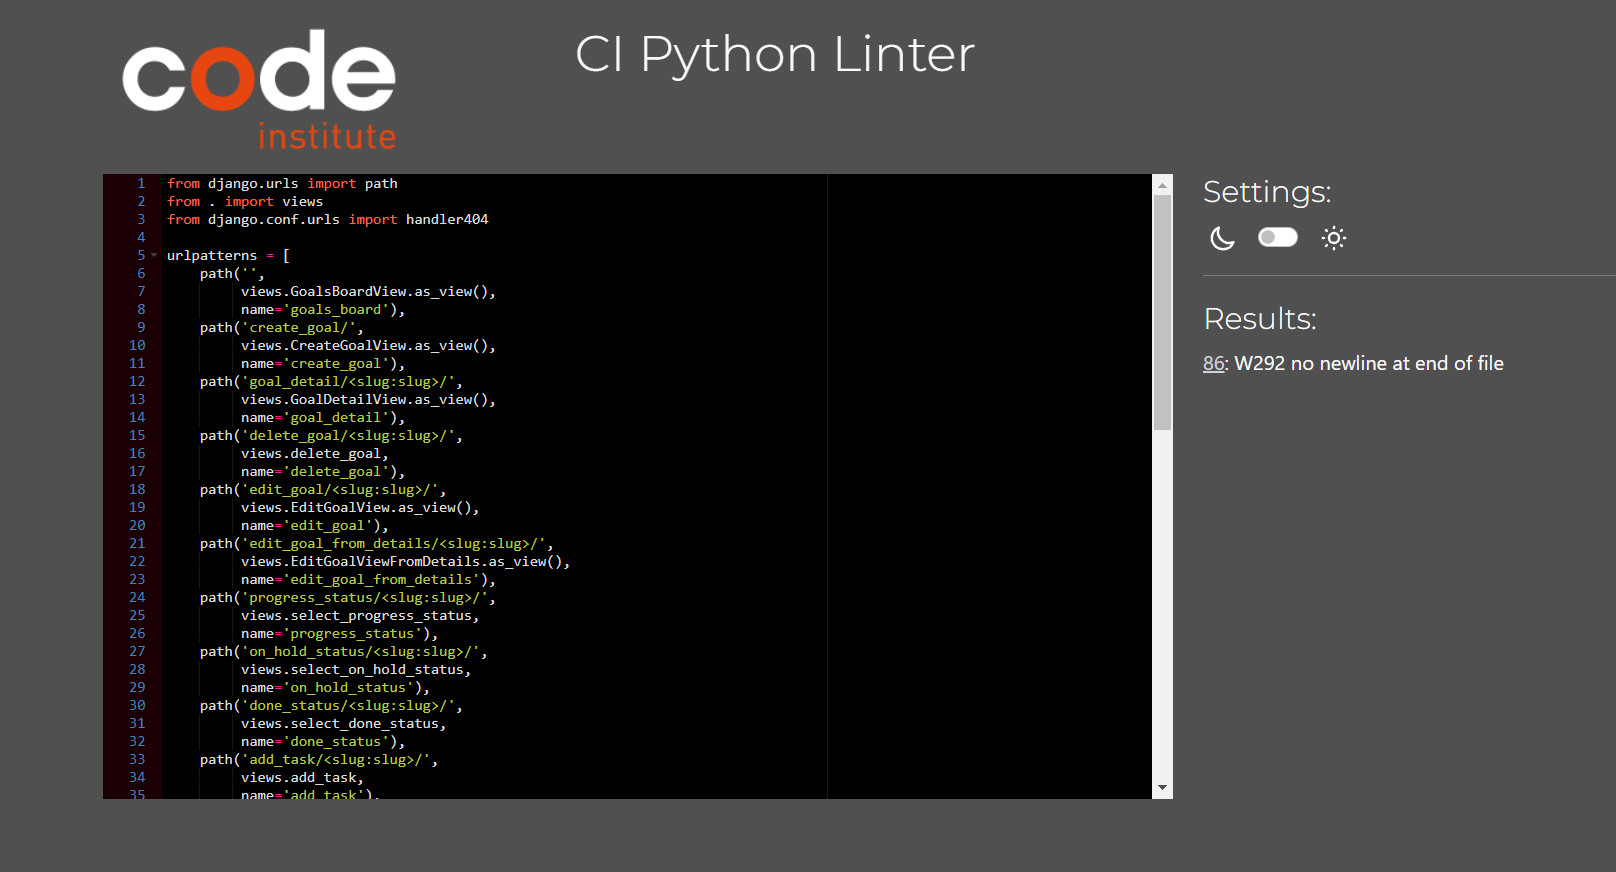 code
institute
CI Python Linter
1 from django.urls import path
2 from . import views
3 from django.conf.urls import handler404
4
5 urlpatterns = [
6     path('',
7          views.GoalsBoardView.as_view(),
8          name='goals_board'),
9     path('create_goal/',
10          views.CreateGoalView.as_view(),
11          name='create_goal'),
12     path('goal_detail/<slug:slug>/',
13          views.GoalDetailView.as_view(),
14          name='goal_detail'),
15     path('delete_goal/<slug:slug>/',
16          views.delete_goal,
17          name='delete_goal'),
18     path('edit_goal/<slug:slug>/',
19          views.EditGoalView.as_view(),
20          name='edit_goal'),
21     path('edit_goal_from_details/<slug:slug>/',
22          views.EditGoalViewFromDetails.as_view(),
23          name='edit_goal_from_details'),
24     path('progress_status/<slug:slug>/',
25          views.select_progress_status,
26          name='progress_status'),
27     path('on_hold_status/<slug:slug>/',
28          views.select_on_hold_status,
29          name='on_hold_status'),
30     path('done_status/<slug:slug>/',
31          views.select_done_status,
32          name='done_status'),
33     path('add_task/<slug:slug>/',
34          views.add_task,
35          name='add_task'),
Settings:
Results:
86: W292 no newline at end of file